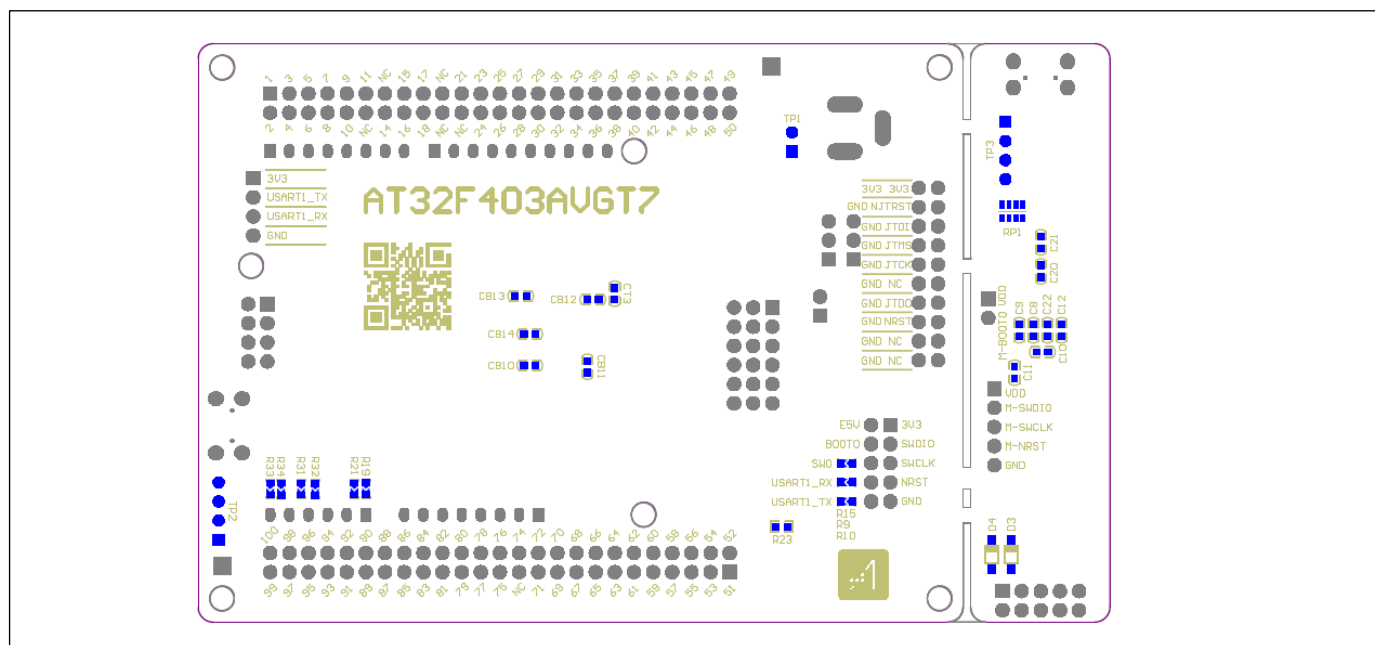 1 3 5 7 9 11 NC 15 17 NC 21 23 25 27 29 31 33 35 37 39 41 43 45 47 49
2 4 6 8 10 NC 14 16 18 NC NC 24 26 28 30 32 34 36 38 40 42 44 46 48 50
TP1
TP3
3V3
USART1_TX
USART1_RX
GND
AT32F403AVGT7
3V3 3V3
GND NJTRST
GND JTDI
GND JTMS
GND JTCK
GND NC
GND JTDO
GND NRST
GND NC
GND NC
RP1
C21
C20
CB13
CB12
CT3
CB14
CB10
CB11
M-BOOT0 VDD
C9
C8
C22
C12
C10
C11
VDD
M-SWDIO
M-SWCLK
M-NRST
GND
E5V 3V3
BOOT0 SWDIO
SWO SWCLK
USART1_RX NRST
USART1_TX GND
R15
R9
R10
R23
R33
R34
R31
R32
R21
R19
TP2
D4
D3
100 98 96 94 92 90 88 86 84 82 80 78 76 74 72 70 68 66 64 62 60 58 56 54 52
99 97 95 93 91 89 87 85 83 81 79 77 75 NC 71 69 67 65 63 61 59 57 55 53 51